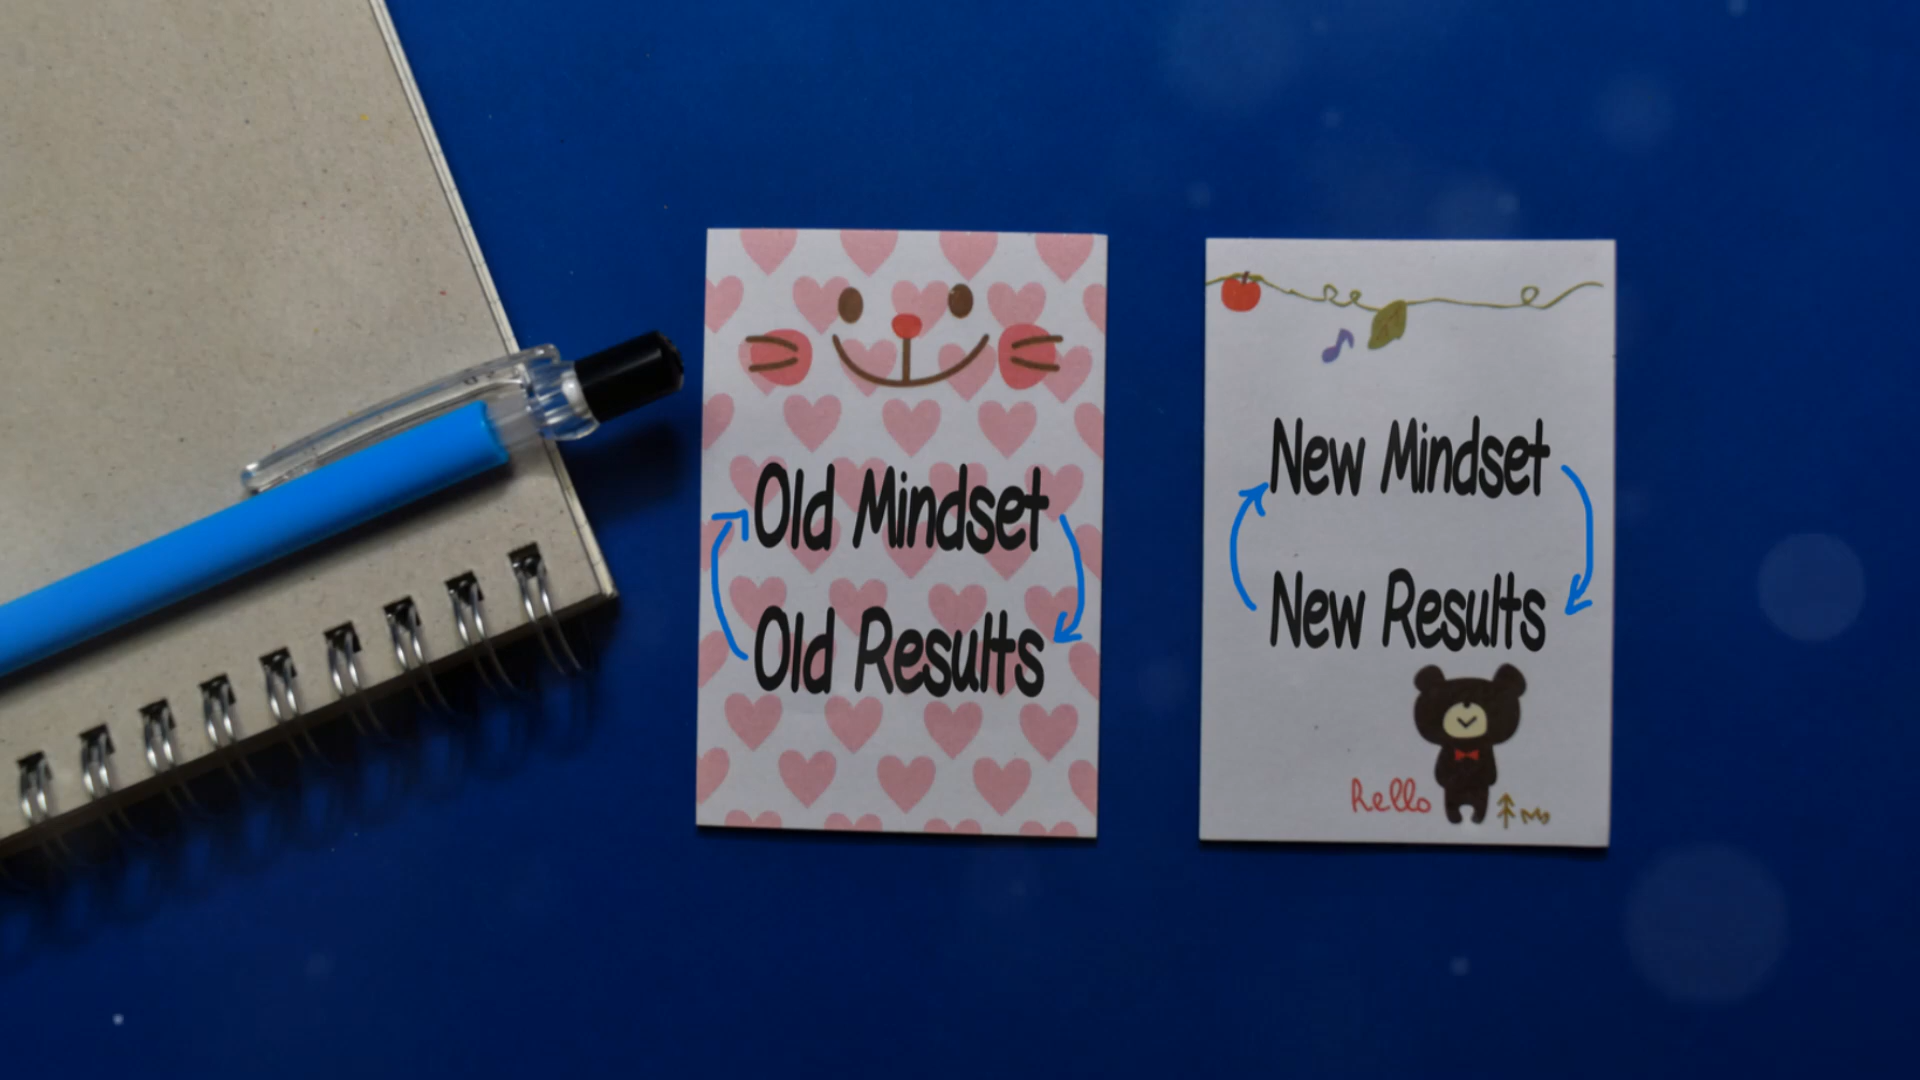 Old Mindset
Old Results
New Mindset
New Results
hello